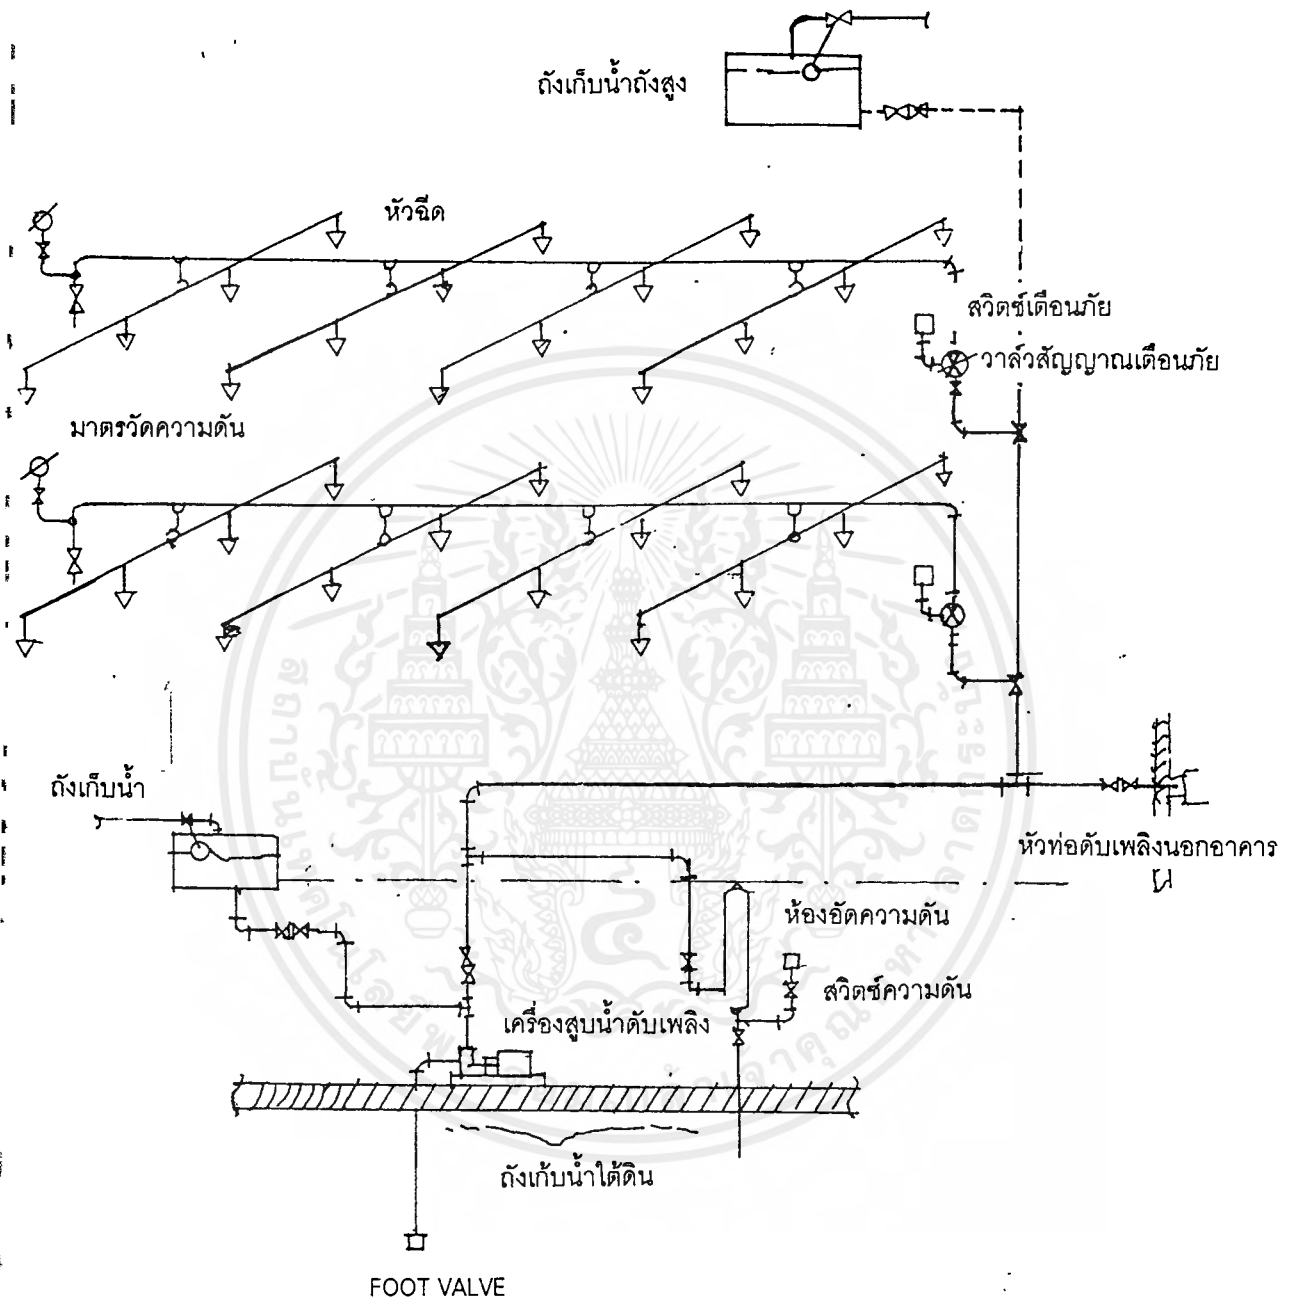 ถังเก็บน้ำถังสูง
หัวฉีด
สวิตซ์เตือนภัย
วาล์วสัญญาณเตือนภัย
มาตรวัดความดัน
ถังเก็บน้ำ
หัวท่อดับเพลิงนอกอาคาร
ห้องอัดความดัน
สวิตซ์ความดัน
เครื่องสูบน้ำดับเพลิง
ถังเก้บน้ำใต้ดิน
FOOT VALVE